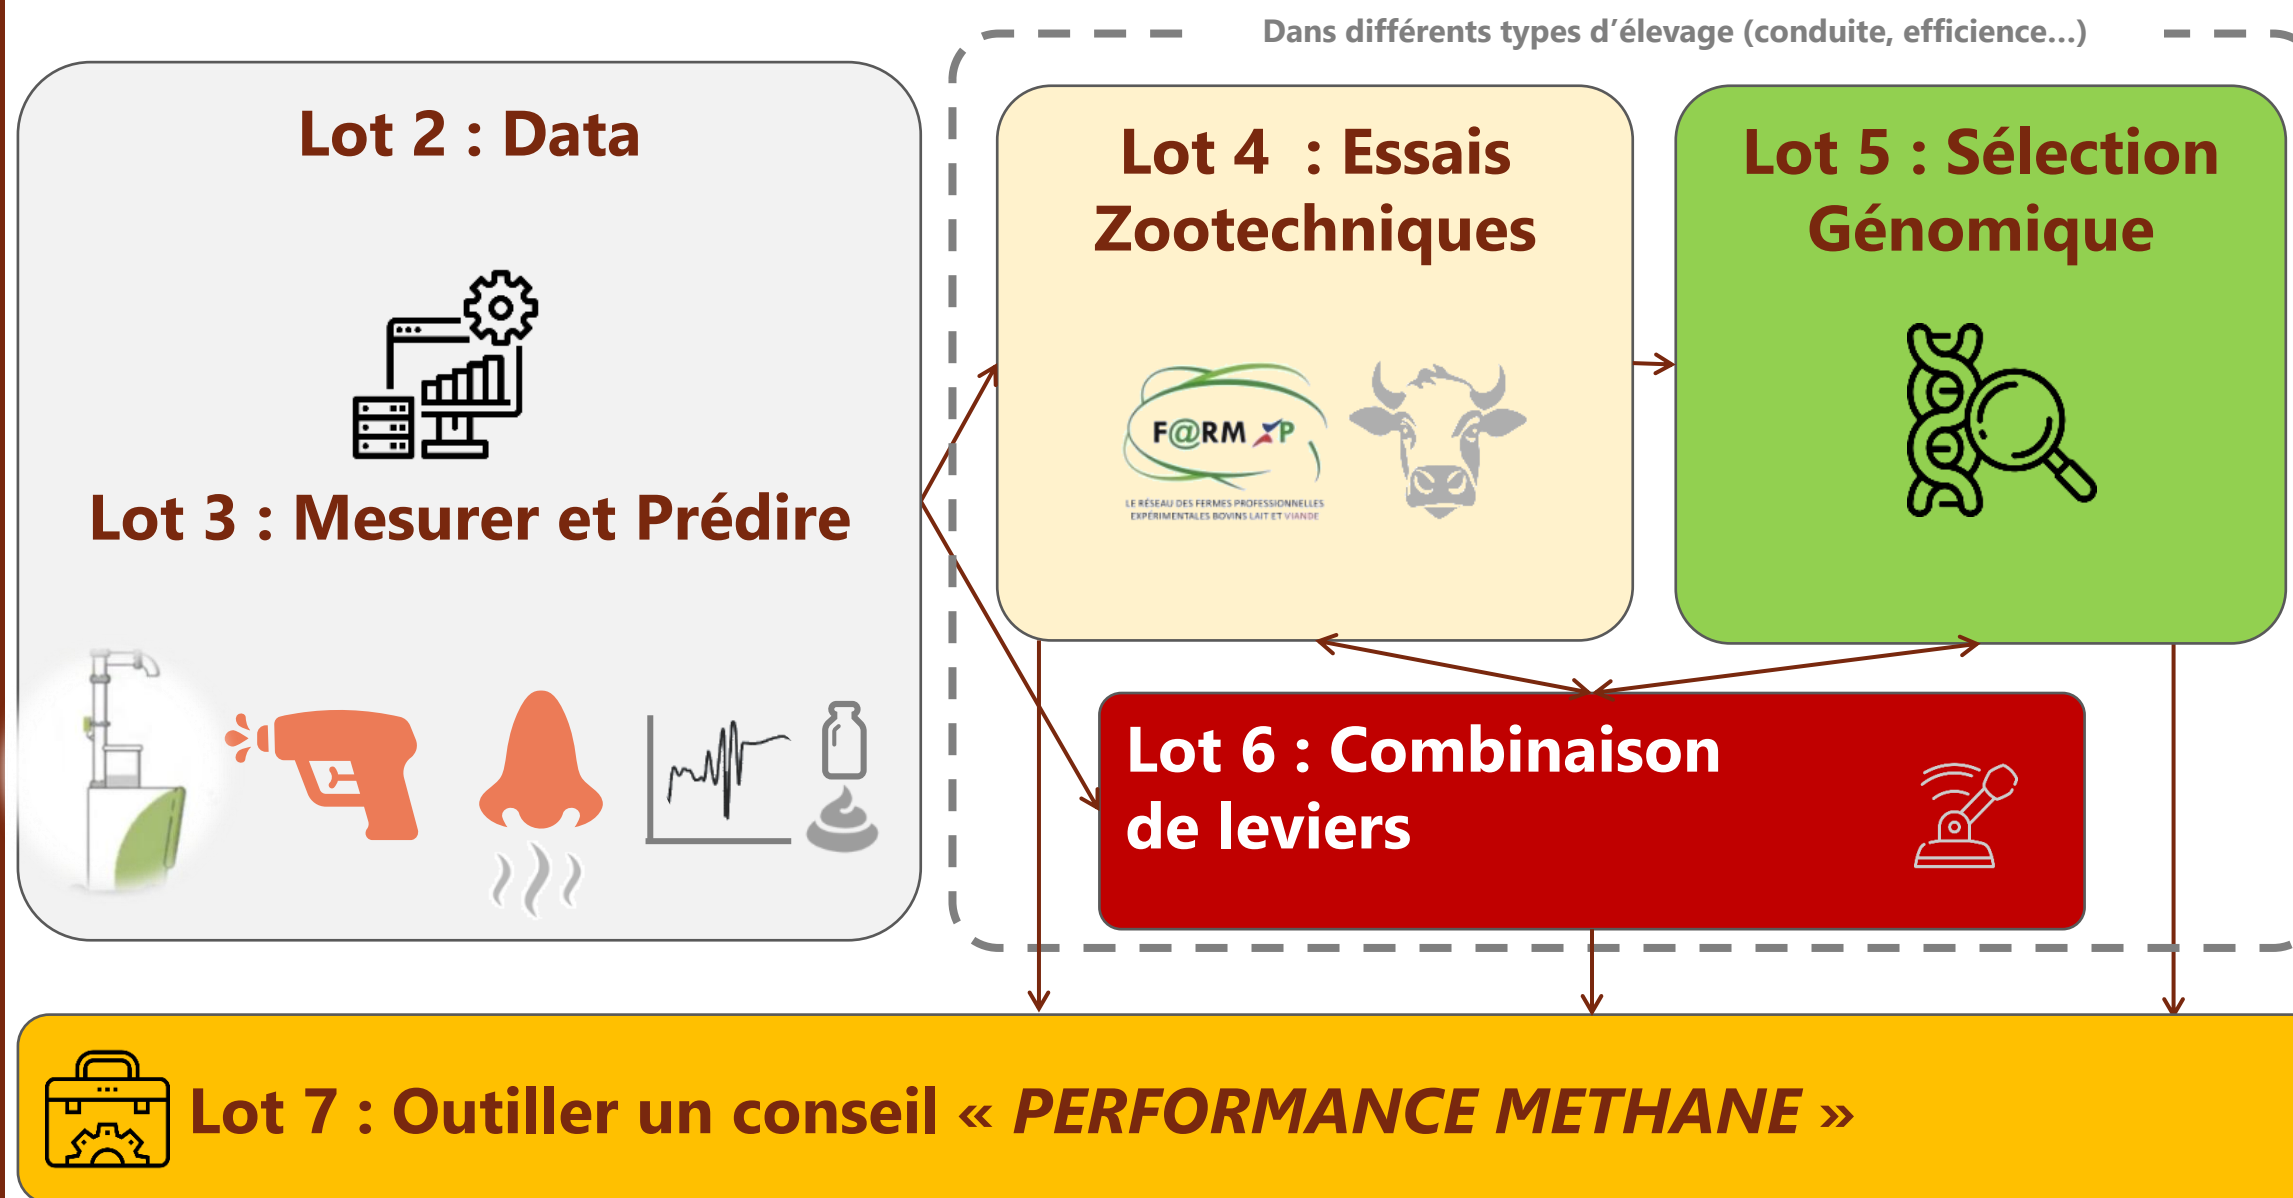 Dans différents types d’élevage (conduite, efficience…)
Lot 2 : Data
Lot 3 : Mesurer et Prédire
Lot 4 : Essais
Zootechniques
F@RM XP
LE RÉSEAU DES FERMES PROFESSIONNELLES
EXPÉRIMENTALES BOVINS LAIT ET VIANDE
Lot 5 : Sélection
Génomique
Lot 6 : Combinaison
de leviers
Lot 7 : Outiller un conseil « PERFORMANCE METHANE »